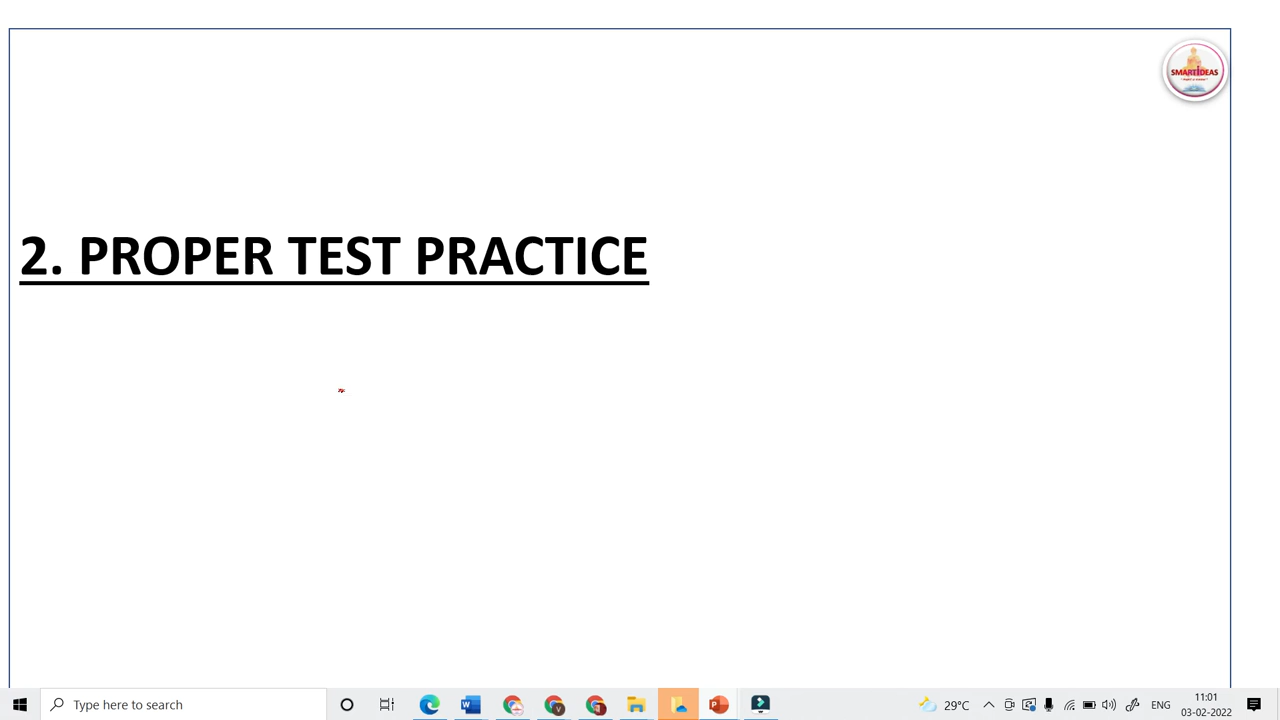 SMARTIDEAS
2. PROPER TEST PRACTICE
Type here to search
29°C
ENG
11:01
03-02-2022